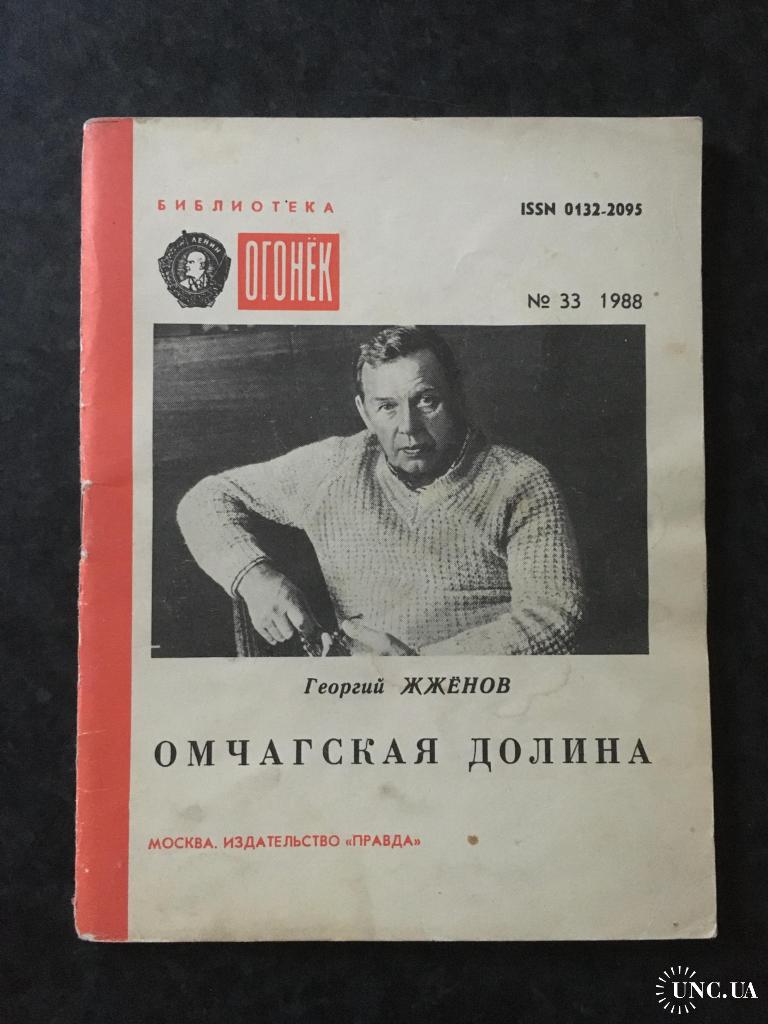 БИБЛИОТЕКА
ISSN 0132-2095
ЛЕНИН
ОГОНЁК
№ 33 1988
Георгий ЖЖЁНОВ
ОМЧАГСКАЯ ДОЛИНА
МОСКВА. ИЗДАТЕЛЬСТВО «ПРАВДА»
UNC.UA